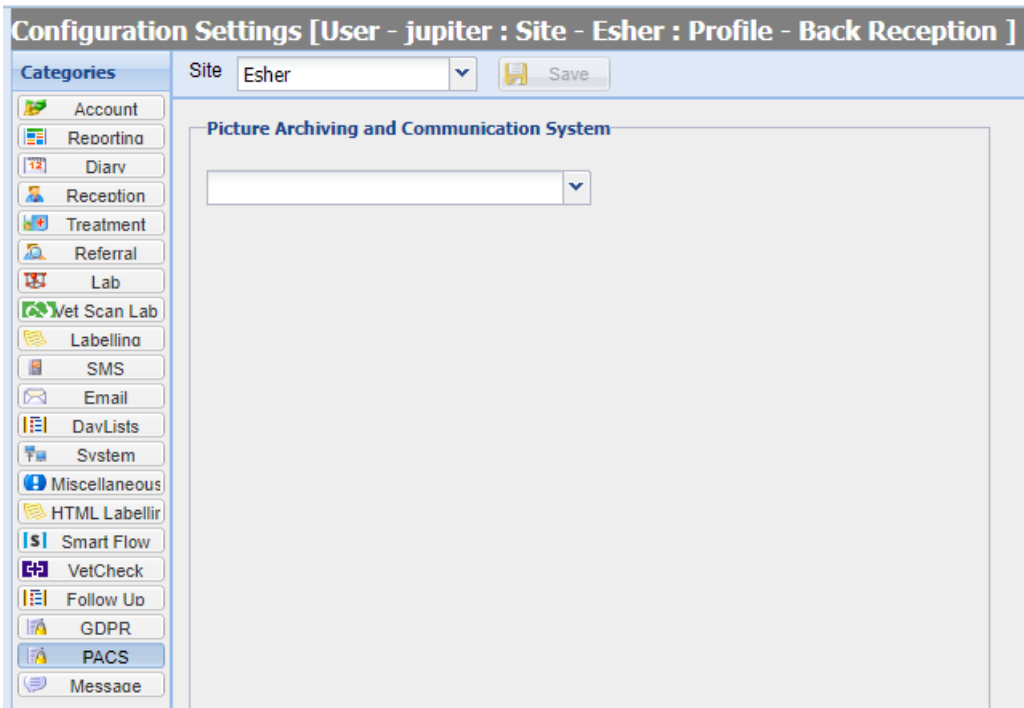 Configuration Settings [User - jupiter : Site - Esher : Profile - Back Reception ]
Categories
Site Esher Save
Account
Reporting
Diary
Reception
Treatment
Referral
Lab
Vet Scan Lab
Labelling
SMS
Email
DayLists
System
Miscellaneous
HTML Labellin
Smart Flow
VetCheck
Follow Up
GDPR
PACS
Message
Picture Archiving and Communication System